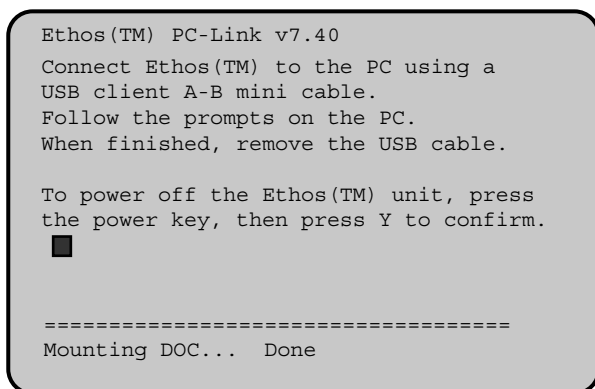 Ethos(TM) PC-Link v7.40
Connect Ethos(TM) to the PC using a
USB client A-B mini cable.
Follow the prompts on the PC.
When finished, remove the USB cable.
To power off the Ethos(TM) unit, press
the power key, then press Y to confirm.
====================================
Mounting DOC... Done